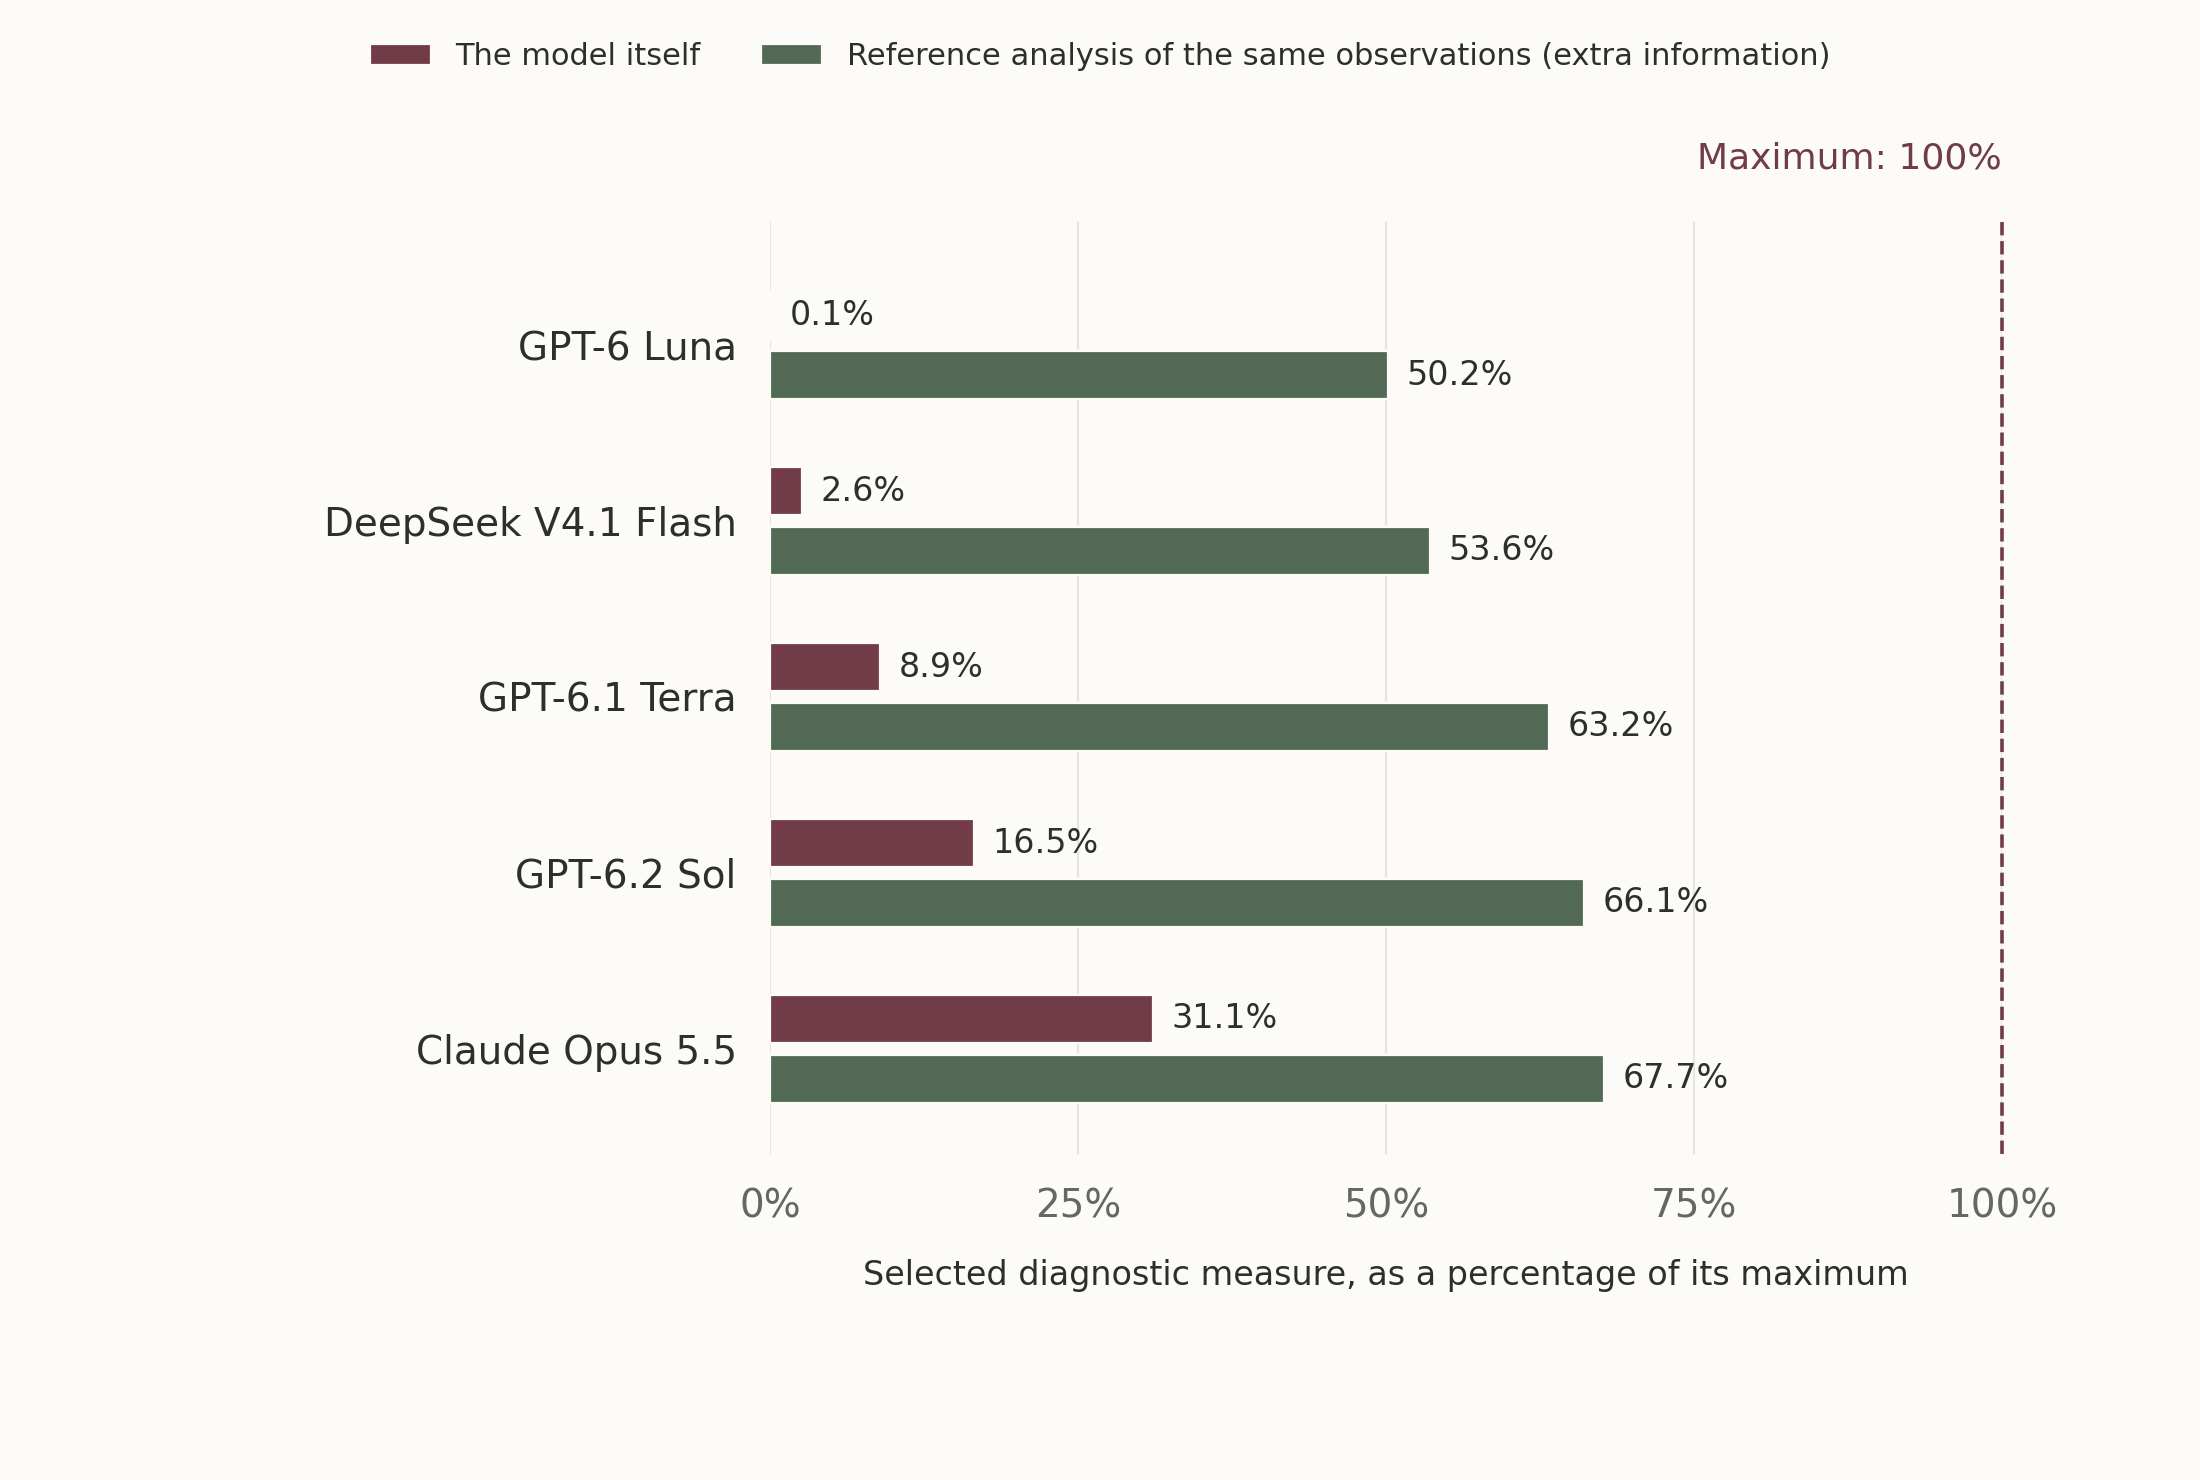 The model itself
Reference analysis of the same observations (extra information)
Maximum: 100%
GPT-6 Luna
0.1%
50.2%
DeepSeek V4.1 Flash
2.6%
53.6%
GPT-6.1 Terra
8.9%
63.2%
GPT-6.2 Sol
16.5%
66.1%
Claude Opus 5.5
31.1%
67.7%
0%
25%
50%
75%
100%
Selected diagnostic measure, as a percentage of its maximum